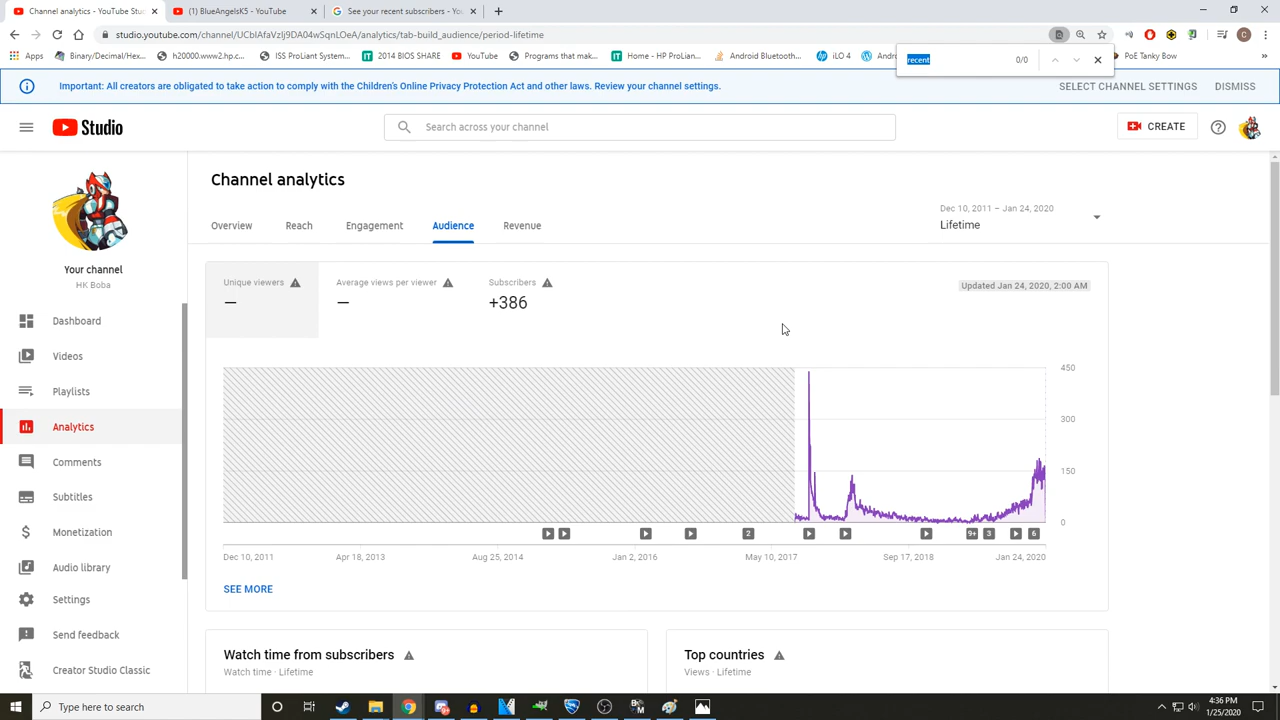 Channel analytics - YouTube Stu
(1) BlueAngelsK5 - YouTube
See your recent subscribers - You
studio.youtube.com/channel/UCbIAfaVzIj9DA04wSqnLOeA/analytics/tab-build_audience/period-lifetime
Apps
Binary/Decimal/Hex...
h20000.www2.hp.c...
ISS ProLiant System...
2014 BIOS SHARE
YouTube
Programs that make...
Home - HP ProLian...
Android Bluetooth...
iLO 4
PoE Tanky Bow
recent
0/0
Important: All creators are obligated to take action to comply with the Children's Online Privacy Protection Act and other laws. Review your channel settings.
SELECT CHANNEL SETTINGS
DISMISS
Studio
Search across your channel
CREATE
Your channel
HK Boba
Dashboard
Videos
Playlists
Analytics
Comments
Subtitles
Monetization
Audio library
Settings
Send feedback
Creator Studio Classic
Channel analytics
Overview
Reach
Engagement
Audience
Revenue
Dec 10, 2011 – Jan 24, 2020
Lifetime
Unique viewers
—
Average views per viewer
—
Subscribers
+386
Updated Jan 24, 2020, 2:00 AM
450
300
150
0
2
9+
3
6
Dec 10, 2011
Apr 18, 2013
Aug 25, 2014
Jan 2, 2016
May 10, 2017
Sep 17, 2018
Jan 24, 2020
SEE MORE
Watch time from subscribers
Watch time · Lifetime
Top countries
Views · Lifetime
Type here to search
4:36 PM
1/25/2020